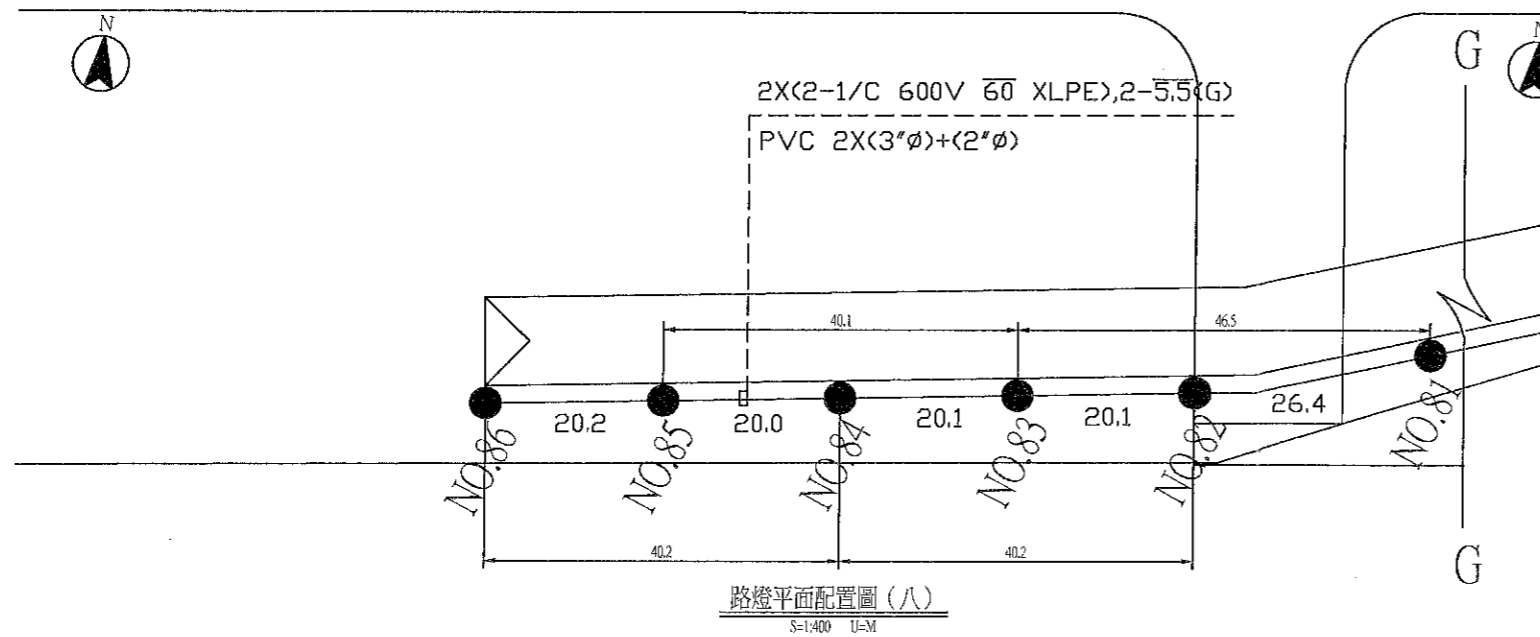 N
N
G
2X(2-1/C 600V 60 XLPE),2-5.5(G)
PVC 2X(3"ø)+(2"ø)
40.1
46.5
20.2
20.0
20.1
20.1
26.4
NO.86
NO.85
NO.84
NO.83
NO.82
NO.81
40.2
40.2
G
路燈平面配置圖（八）
S=1:400 U=M